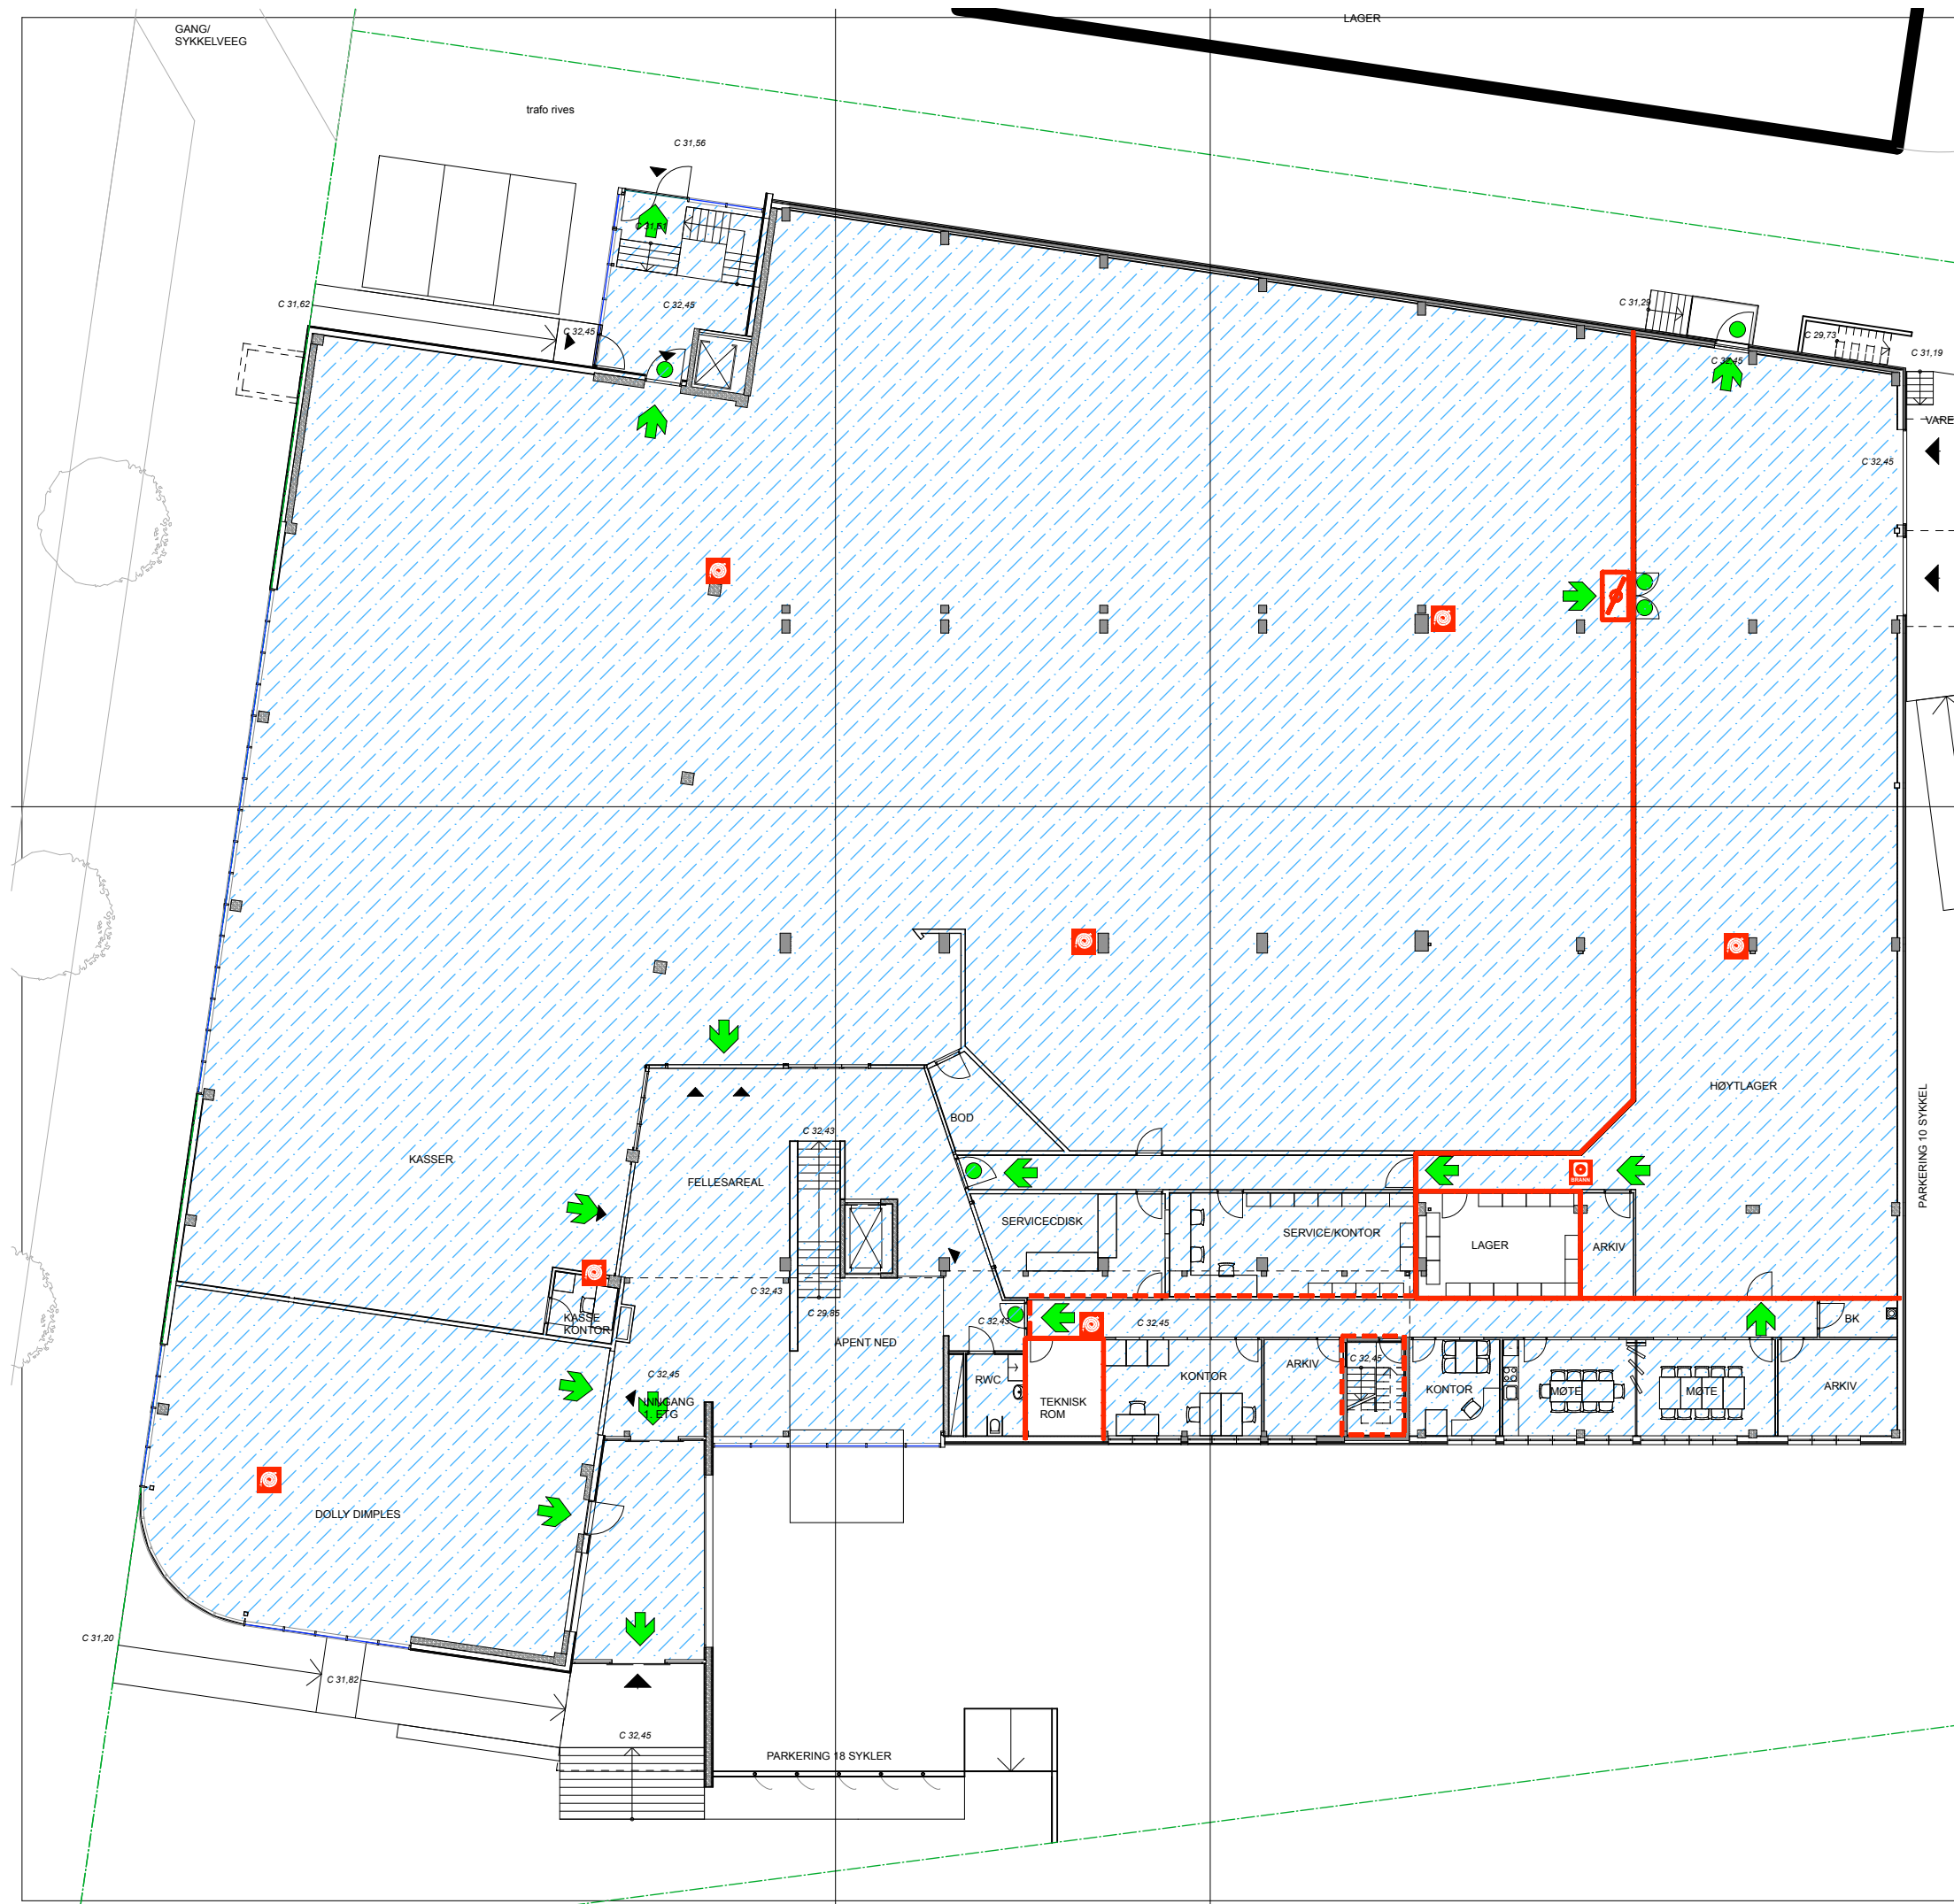 LAGER
GANG/
SYKKELVEEG
trafo rives
C 31,56
C 31,62
C 32,45
C 32,45
C 31,29
C 29,73
C 31,19
C 32,45
VARE
C 32,45
HØYTLAGER
PARKERING 10 SYKKEL
BOD
C 32,43
KASSER
FELLESAREAL
BRANN
SERVICECDISK
SERVICE/KONTOR
LAGER
ARKIV
C 32,43
C 29,85
KASSE
KONTOR
C 32,43
C 32,45
BK
ÅPENT NED
C 32,45
RWC
KONTOR
ARKIV
C 32,45
KONTOR
MØTE
MØTE
ARKIV
INNGANG
1. ETG
TEKNISK
ROM
DOLLY DIMPLES
C 31,20
C 31,82
C 32,45
PARKERING 18 SYKLER